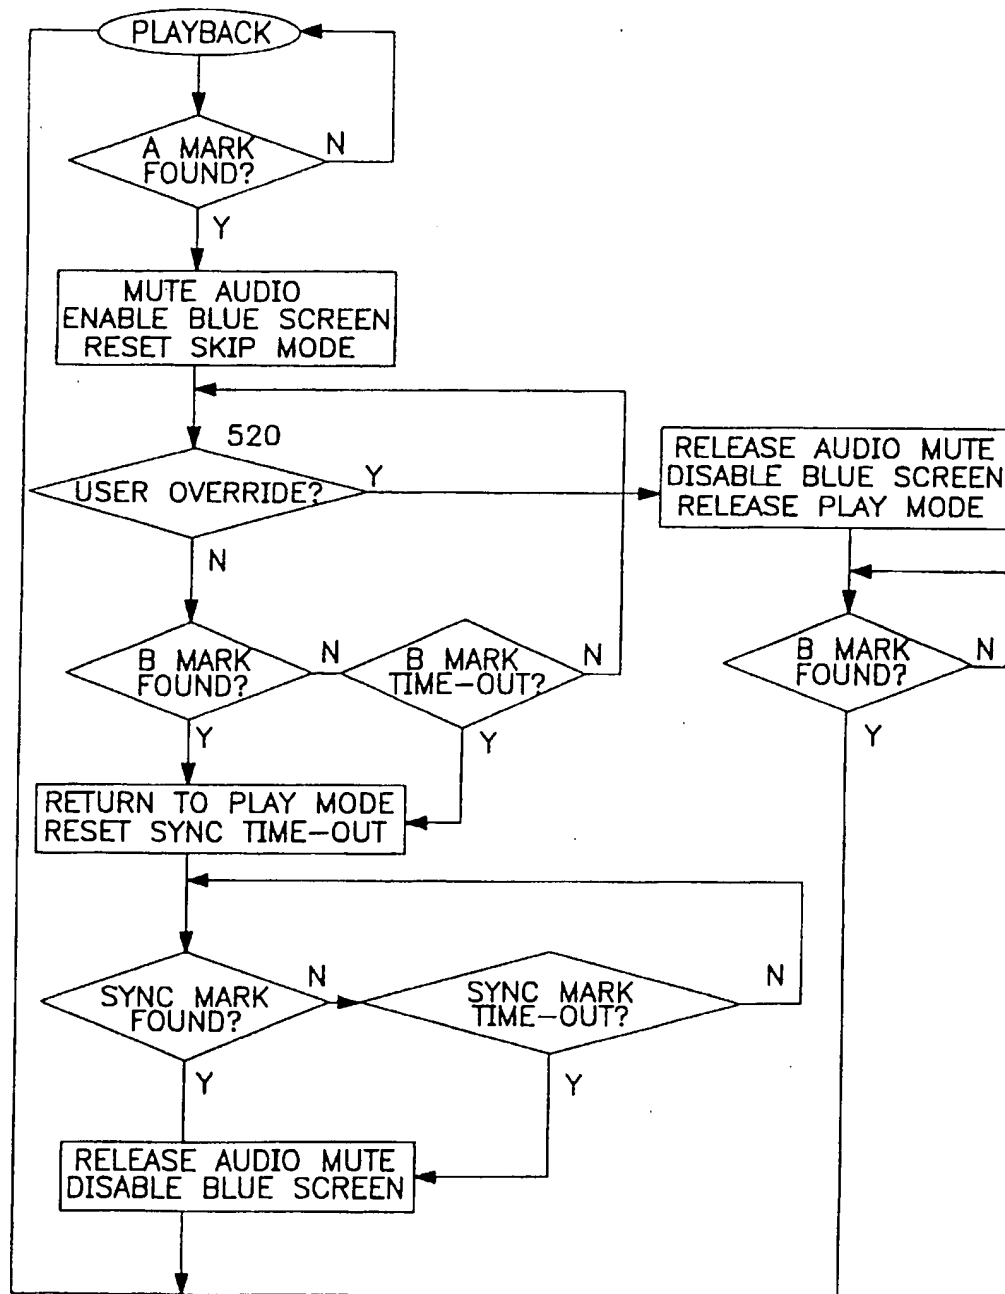 PLAYBACK
A MARK
FOUND?
N
Y
MUTE AUDIO
ENABLE BLUE SCREEN
RESET SKIP MODE
520
USER OVERRIDE?
Y
N
RELEASE AUDIO MUTE
DISABLE BLUE SCREEN
RELEASE PLAY MODE
B MARK
FOUND?
N
Y
B MARK
TIME-OUT?
N
Y
B MARK
FOUND?
N
Y
RETURN TO PLAY MODE
RESET SYNC TIME-OUT
SYNC MARK
FOUND?
N
Y
SYNC MARK
TIME-OUT?
N
Y
RELEASE AUDIO MUTE
DISABLE BLUE SCREEN